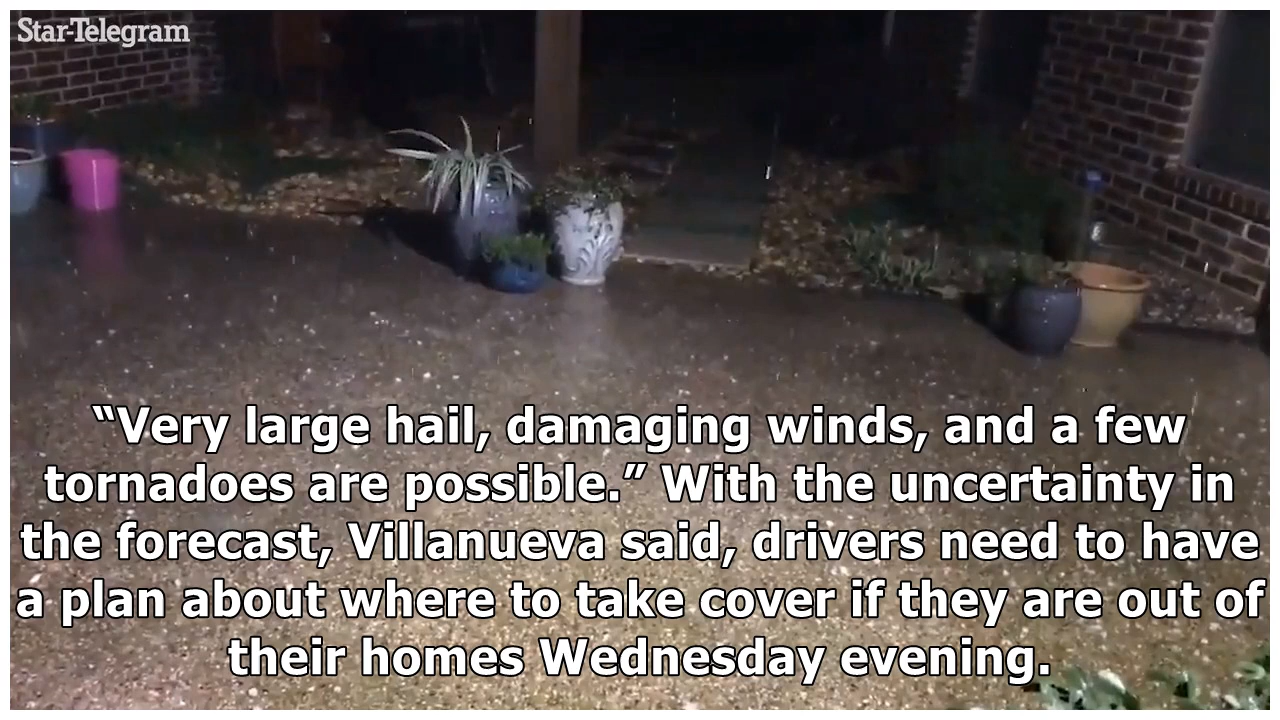 Star-Telegram
“Very large hail, damaging winds, and a few
tornadoes are possible.” With the uncertainty in
the forecast, Villanueva said, drivers need to have
a plan about where to take cover if they are out of
their homes Wednesday evening.